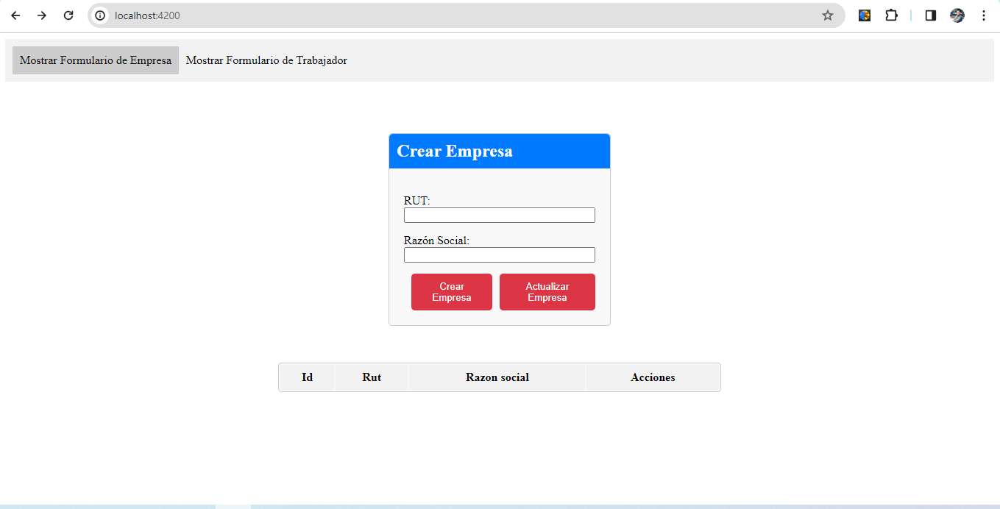 localhost:4200
Mostrar Formulario de Empresa Mostrar Formulario de Trabajador
Crear Empresa
RUT:
Razón Social:
Crear Empresa
Actualizar Empresa
Id Rut Razon social Acciones